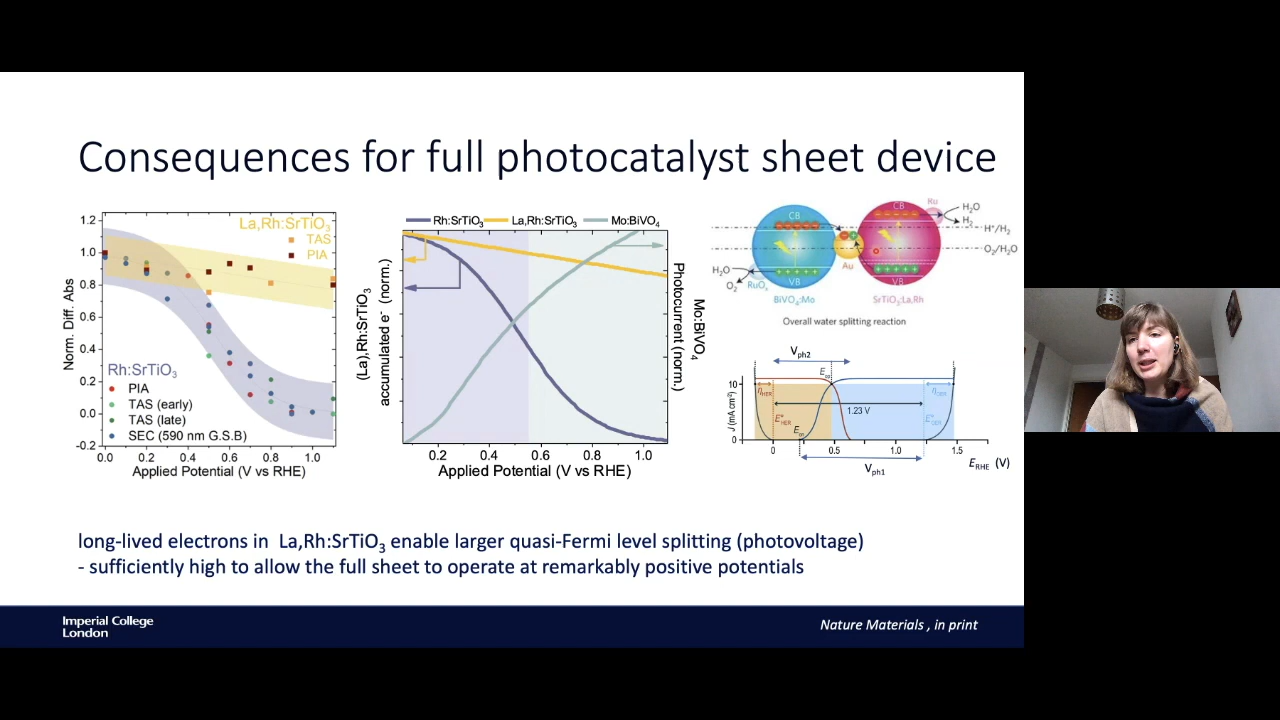 Consequences for full photocatalyst sheet device
La,Rh:SrTiO3
TAS
PIA
Rh:SrTiO3
PIA
TAS (early)
TAS (late)
SEC (590 nm G.S.B)
Norm. Diff. Abs
1.2
1.0
0.8
0.6
0.4
0.2
0.0
-0.2
0.0 0.2 0.4 0.6 0.8 1.0
Applied Potential (V vs RHE)
Rh:SrTiO3 La,Rh:SrTiO3 Mo:BiVO4
(La),Rh:SrTiO3
accumulated e- (norm.)
Photocurrent (norm.)
Mo:BiVO4
0.2 0.4 0.6 0.8 1.0
Applied Potential (V vs RHE)
CB
CB
Ru
H2O
H2
H+/H2
O2/H2O
H2O
O2
RuOx
Au
VB
VB
BiVO4:Mo
SrTiO3:La,Rh
Overall water splitting reaction
Vph2
Eop
J (mA cm-2)
10
0
ηHER
E°HER
Eop
1.23 V
ηOER
E°OER
0 0.5 1.0 1.5
ERHE (V)
Vph1
long-lived electrons in La,Rh:SrTiO3 enable larger quasi-Fermi level splitting (photovoltage)
- sufficiently high to allow the full sheet to operate at remarkably positive potentials
Imperial College
London
Nature Materials , in print